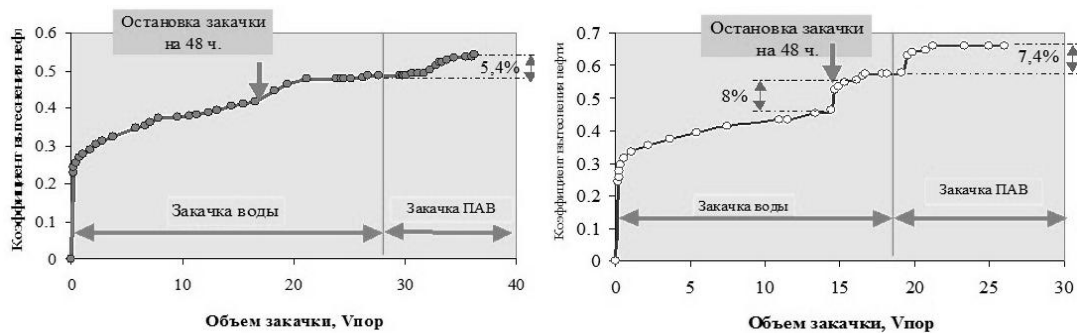 Остановка закачки
на 48 ч.
Коэффициент вытеснения нефт
0.6
0.5
0.4
0.3
0.2
0.1
0
5,4%
Закачка воды
Закачка ПАВ
0
10
20
30
40
Объем закачки, Vпор
Остановка закачки
на 48 ч.
Коэффициент вытеснения нефти
0.7
0.6
0.5
0.4
0.3
0.2
0.1
0
8%
7,4%
Закачка воды
Закачка ПАВ
0
5
10
15
20
25
30
Объем закачки, Vпор